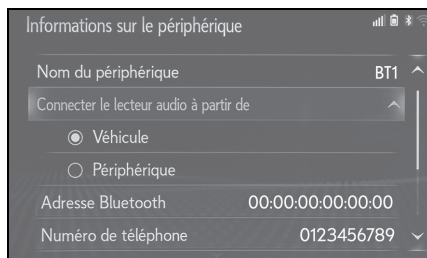 Informations sur le périphérique
Nom du périphérique BT1
Connecter le lecteur audio à partir de
Véhicule
Périphérique
Adresse Bluetooth 00:00:00:00:00:00
Numéro de téléphone 0123456789